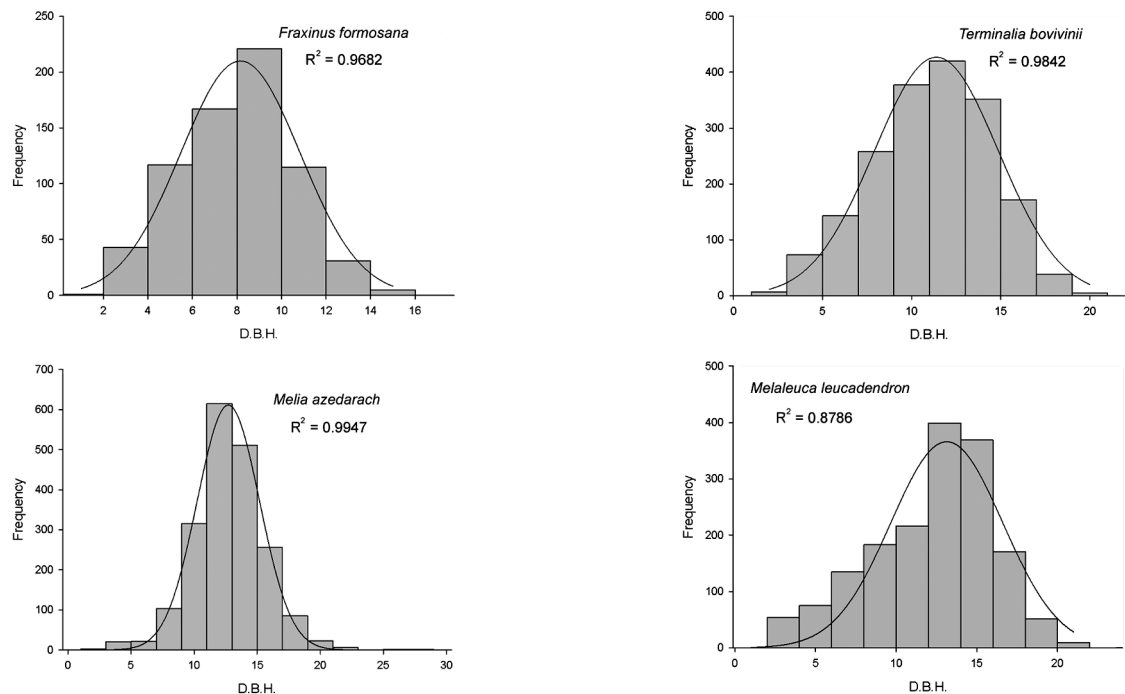 Fraxinus formosana
R² = 0.9682
250
200
150
100
50
0
Frequency
2 4 6 8 10 12 14 16
D.B.H.
Terminalia bovivinii
R² = 0.9842
500
400
300
200
100
0
Frequency
0 5 10 15 20
D.B.H.
Melia azedarach
R² = 0.9947
700
600
500
400
300
200
100
0
Frequency
0 5 10 15 20 25 30
D.B.H.
Melaleuca leucadendron
R² = 0.8786
500
400
300
200
100
0
Frequency
0 5 10 15 20
D.B.H.